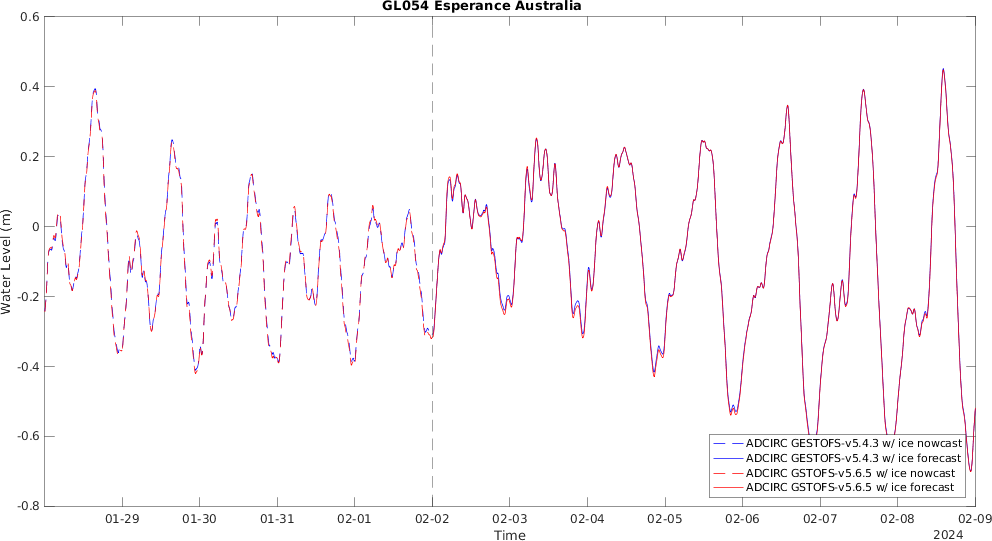 GL054 Esperance Australia
0.6
0.4
0.2
0
-0.2
-0.4
-0.6
-0.8
Water Level (m)
ADCIRC GESTOFS-v5.4.3 w/ ice nowcast
ADCIRC GESTOFS-v5.4.3 w/ ice forecast
ADCIRC GSTOFS-v5.6.5 w/ ice nowcast
ADCIRC GSTOFS-v5.6.5 w/ ice forecast
01-29 01-30 01-31 02-01 02-02 02-03 02-04 02-05 02-06 02-07 02-08 02-09
Time
2024